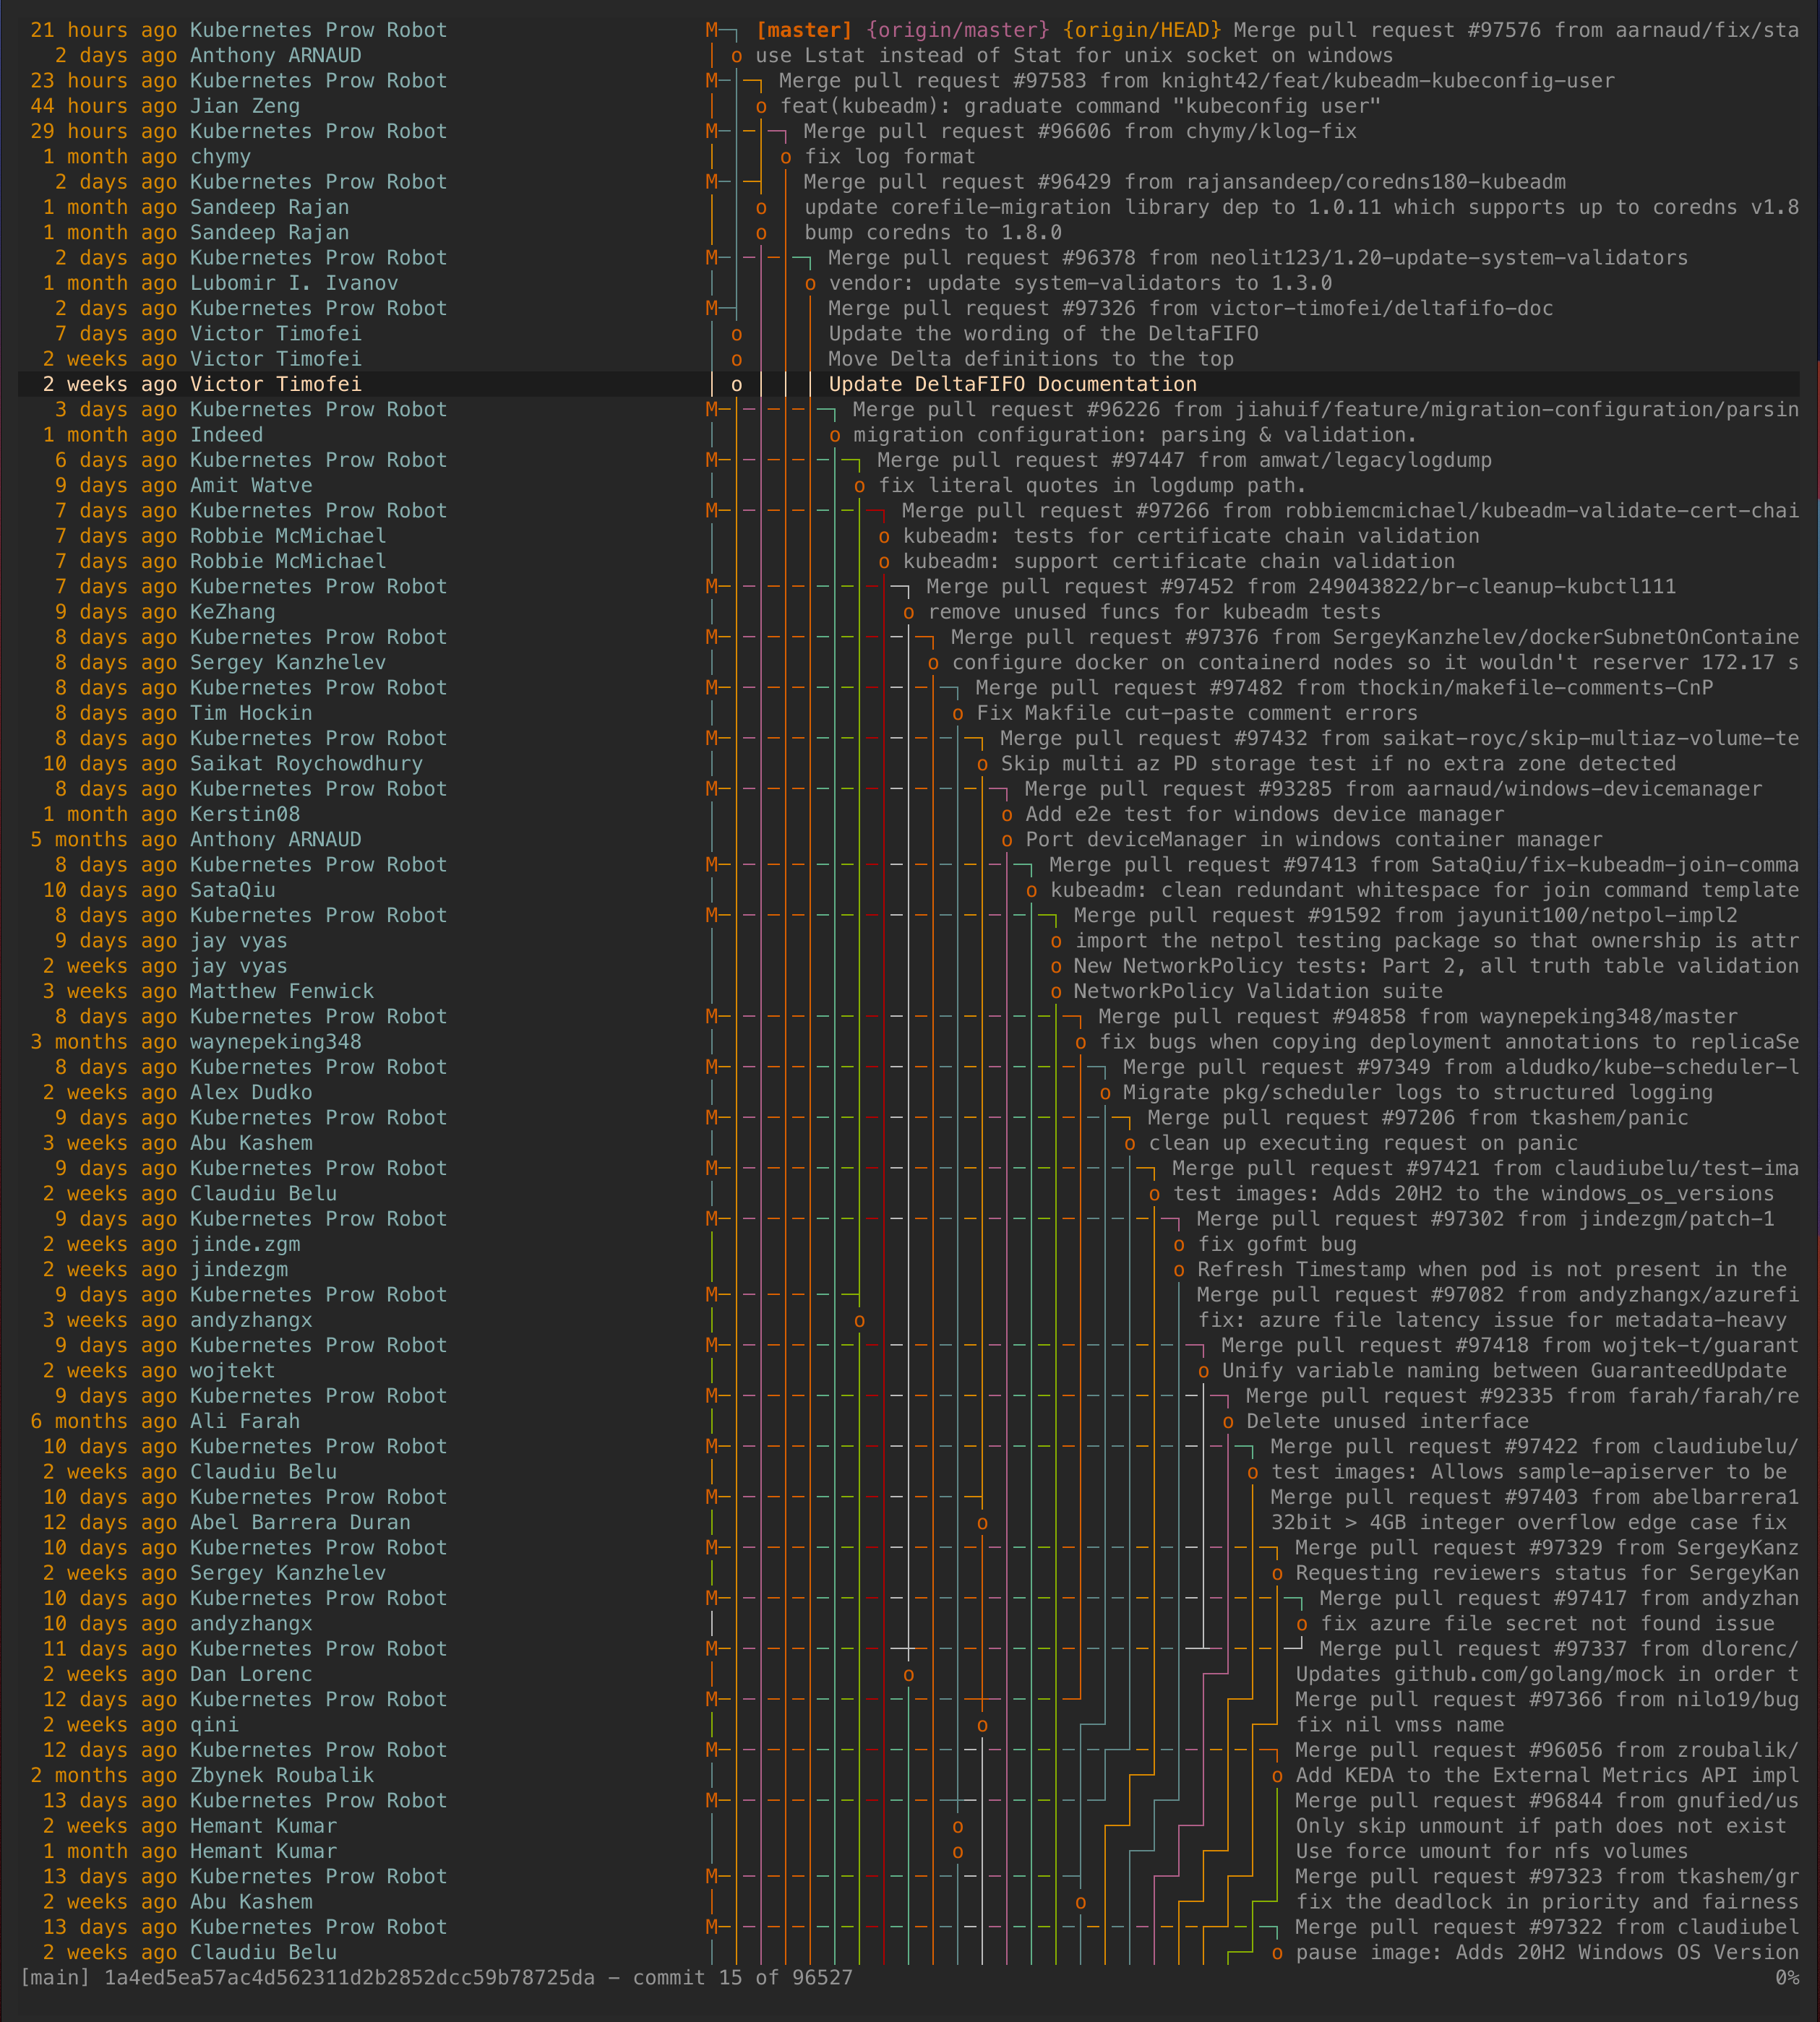 21 hours ago Kubernetes Prow Robot M [master] {origin/master} {origin/HEAD} Merge pull request #97576 from aarnaud/fix/sta
2 days ago Anthony ARNAUD o use Lstat instead of Stat for unix socket on windows
23 hours ago Kubernetes Prow Robot M Merge pull request #97583 from knight42/feat/kubeadm-kubeconfig-user
44 hours ago Jian Zeng o feat(kubeadm): graduate command "kubeconfig user"
29 hours ago Kubernetes Prow Robot M Merge pull request #96606 from chymy/klog-fix
1 month ago chymy o fix log format
2 days ago Kubernetes Prow Robot M Merge pull request #96429 from rajansandeep/coredns180-kubeadm
1 month ago Sandeep Rajan o update corefile-migration library dep to 1.0.11 which supports up to coredns v1.8
1 month ago Sandeep Rajan o bump coredns to 1.8.0
2 days ago Kubernetes Prow Robot M Merge pull request #96378 from neolit123/1.20-update-system-validators
1 month ago Lubomir I. Ivanov o vendor: update system-validators to 1.3.0
2 days ago Kubernetes Prow Robot M Merge pull request #97326 from victor-timofei/deltafifo-doc
7 days ago Victor Timofei o Update the wording of the DeltaFIFO
2 weeks ago Victor Timofei o Move Delta definitions to the top
2 weeks ago Victor Timofei o Update DeltaFIFO Documentation
3 days ago Kubernetes Prow Robot M Merge pull request #96226 from jiahuif/feature/migration-configuration/parsin
1 month ago Indeed o migration configuration: parsing & validation.
6 days ago Kubernetes Prow Robot M Merge pull request #97447 from amwat/legacylogdump
9 days ago Amit Watve o fix literal quotes in logdump path.
7 days ago Kubernetes Prow Robot M Merge pull request #97266 from robbiemcmichael/kubeadm-validate-cert-chai
7 days ago Robbie McMichael o kubeadm: tests for certificate chain validation
7 days ago Robbie McMichael o kubeadm: support certificate chain validation
7 days ago Kubernetes Prow Robot M Merge pull request #97452 from 249043822/br-cleanup-kubctl111
9 days ago KeZhang o remove unused funcs for kubeadm tests
8 days ago Kubernetes Prow Robot M Merge pull request #97376 from SergeyKanzhelev/dockerSubnetOnContaine
8 days ago Sergey Kanzhelev o configure docker on containerd nodes so it wouldn't reserver 172.17 s
8 days ago Kubernetes Prow Robot M Merge pull request #97482 from thockin/makefile-comments-CnP
8 days ago Tim Hockin o Fix Makfile cut-paste comment errors
8 days ago Kubernetes Prow Robot M Merge pull request #97432 from saikat-royc/skip-multiaz-volume-te
10 days ago Saikat Roychowdhury o Skip multi az PD storage test if no extra zone detected
8 days ago Kubernetes Prow Robot M Merge pull request #93285 from aarnaud/windows-devicemanager
1 month ago Kerstin08 o Add e2e test for windows device manager
5 months ago Anthony ARNAUD o Port deviceManager in windows container manager
8 days ago Kubernetes Prow Robot M Merge pull request #97413 from SataQiu/fix-kubeadm-join-comma
10 days ago SataQiu o kubeadm: clean redundant whitespace for join command template
8 days ago Kubernetes Prow Robot M Merge pull request #91592 from jayunit100/netpol-impl2
9 days ago jay vyas o import the netpol testing package so that ownership is attr
2 weeks ago jay vyas o New NetworkPolicy tests: Part 2, all truth table validation
3 weeks ago Matthew Fenwick o NetworkPolicy Validation suite
8 days ago Kubernetes Prow Robot M Merge pull request #94858 from waynepeking348/master
3 months ago waynepeking348 o fix bugs when copying deployment annotations to replicaSe
8 days ago Kubernetes Prow Robot M Merge pull request #97349 from aldudko/kube-scheduler-l
2 weeks ago Alex Dudko o Migrate pkg/scheduler logs to structured logging
9 days ago Kubernetes Prow Robot M Merge pull request #97206 from tkashem/panic
3 weeks ago Abu Kashem o clean up executing request on panic
9 days ago Kubernetes Prow Robot M Merge pull request #97421 from claudiubelu/test-ima
2 weeks ago Claudiu Belu o test images: Adds 20H2 to the windows_os_versions
9 days ago Kubernetes Prow Robot M Merge pull request #97302 from jindezgm/patch-1
2 weeks ago jinde.zgm o fix gofmt bug
2 weeks ago jindezgm o Refresh Timestamp when pod is not present in the
9 days ago Kubernetes Prow Robot M Merge pull request #97082 from andyzhangx/azurefi
3 weeks ago andyzhangx o fix: azure file latency issue for metadata-heavy
9 days ago Kubernetes Prow Robot M Merge pull request #97418 from wojtek-t/guarant
2 weeks ago wojtekt o Unify variable naming between GuaranteedUpdate
9 days ago Kubernetes Prow Robot M Merge pull request #92335 from farah/farah/re
6 months ago Ali Farah o Delete unused interface
10 days ago Kubernetes Prow Robot M Merge pull request #97422 from claudiubelu/
2 weeks ago Claudiu Belu o test images: Allows sample-apiserver to be
10 days ago Kubernetes Prow Robot M Merge pull request #97403 from abelbarrera1
12 days ago Abel Barrera Duran o 32bit > 4GB integer overflow edge case fix
10 days ago Kubernetes Prow Robot M Merge pull request #97329 from SergeyKanz
2 weeks ago Sergey Kanzhelev o Requesting reviewers status for SergeyKan
10 days ago Kubernetes Prow Robot M Merge pull request #97417 from andyzhan
10 days ago andyzhangx o fix azure file secret not found issue
11 days ago Kubernetes Prow Robot M Merge pull request #97337 from dlorenc/
2 weeks ago Dan Lorenc o Updates github.com/golang/mock in order t
12 days ago Kubernetes Prow Robot M Merge pull request #97366 from nilo19/bug
2 weeks ago qini o fix nil vmss name
12 days ago Kubernetes Prow Robot M Merge pull request #96056 from zroubalik/
2 months ago Zbynek Roubalik o Add KEDA to the External Metrics API impl
13 days ago Kubernetes Prow Robot M Merge pull request #96844 from gnufied/us
2 weeks ago Hemant Kumar o Only skip unmount if path does not exist
1 month ago Hemant Kumar o Use force umount for nfs volumes
13 days ago Kubernetes Prow Robot M Merge pull request #97323 from tkashem/gr
2 weeks ago Abu Kashem o fix the deadlock in priority and fairness
13 days ago Kubernetes Prow Robot M Merge pull request #97322 from claudiubel
2 weeks ago Claudiu Belu o pause image: Adds 20H2 Windows OS Version
[main] 1a4ed5ea57ac4d562311d2b2852dcc59b78725da – commit 15 of 96527 0%